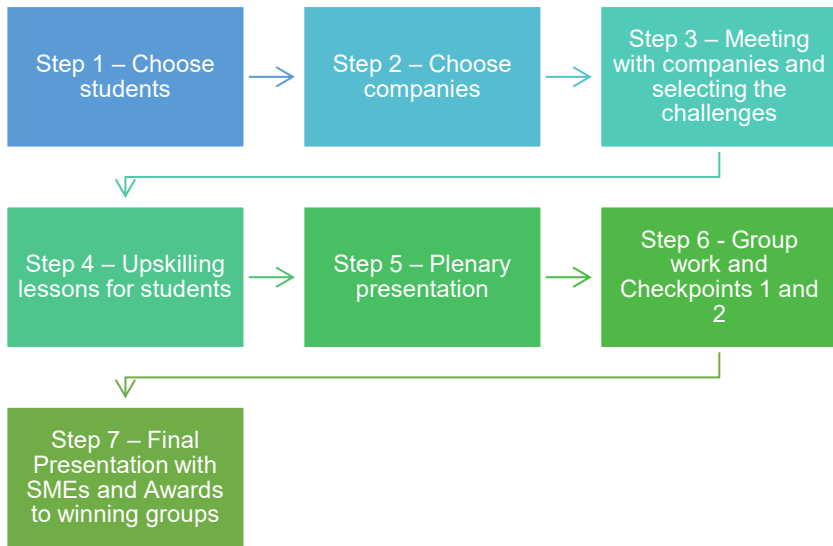 Step 1 – Choose
students
Step 2 – Choose
companies
Step 3 – Meeting
with companies and
selecting the
challenges
Step 4 – Upskilling
lessons for students
Step 5 – Plenary
presentation
Step 6 - Group
work and
Checkpoints 1 and
2
Step 7 – Final
Presentation with
SMEs and Awards
to winning groups